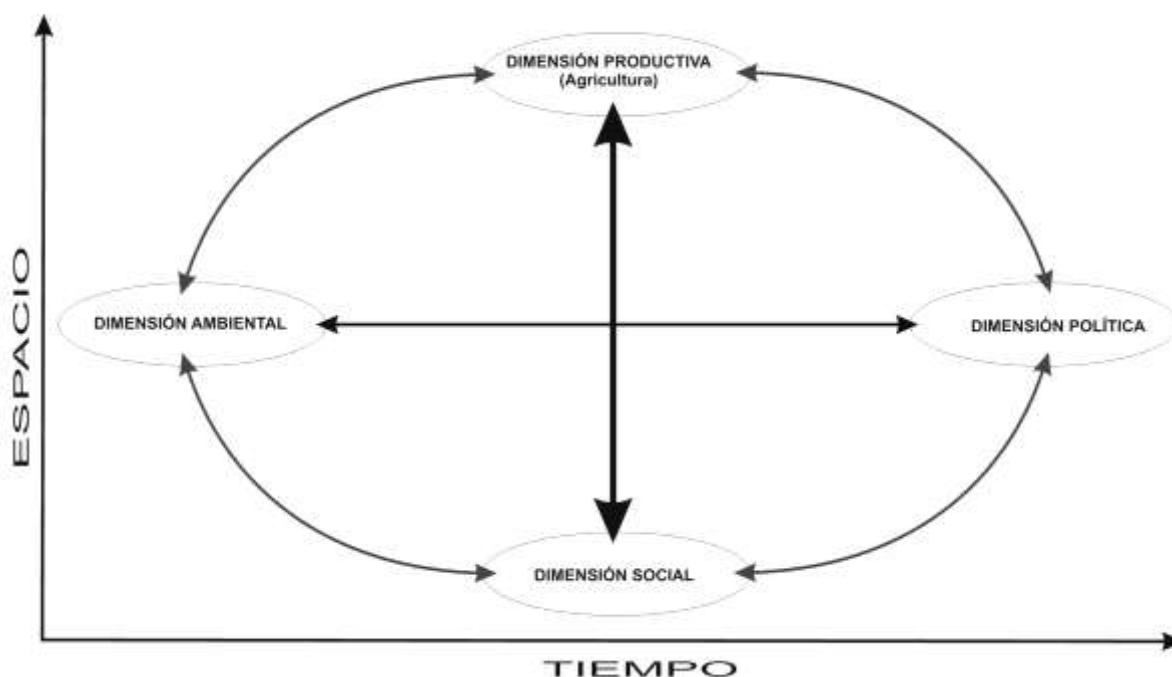 DIMENSIÓN PRODUCTIVA
(Agricultura)
ESPACIO
DIMENSIÓN AMBIENTAL
DIMENSIÓN POLÍTICA
DIMENSIÓN SOCIAL
TIEMPO